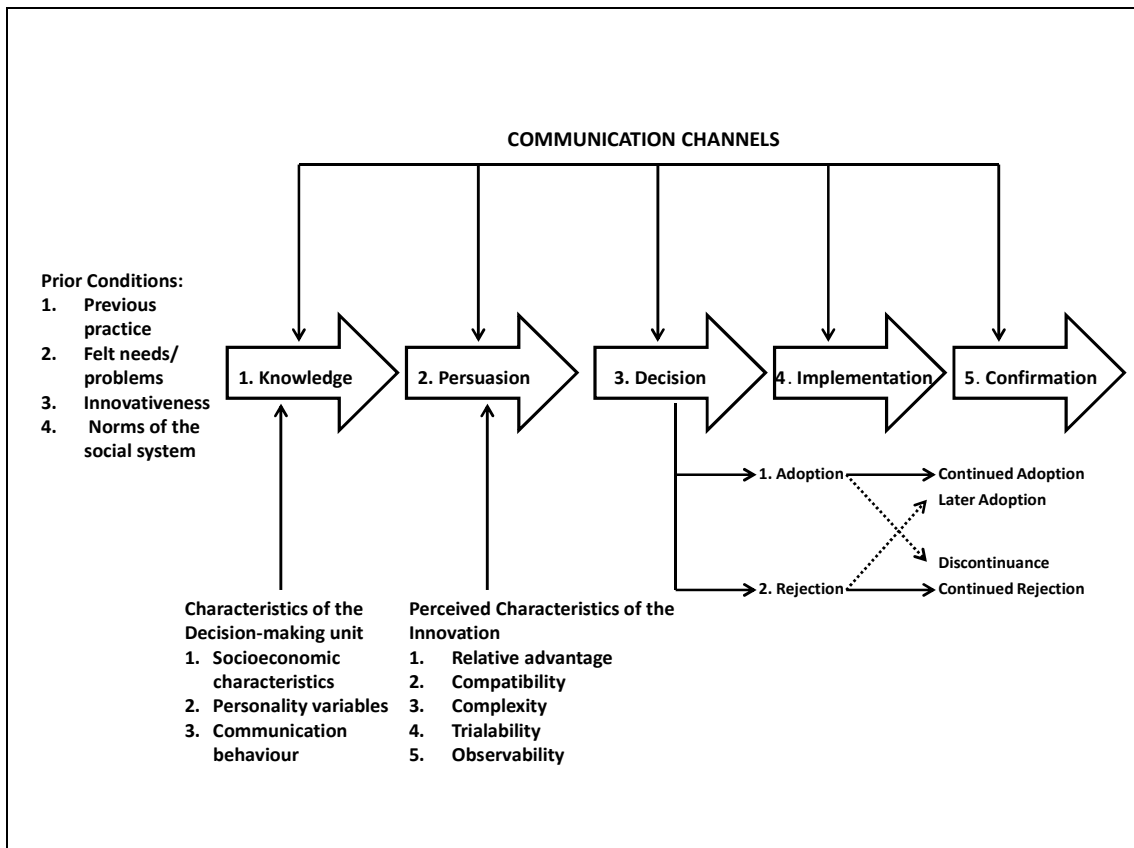 COMMUNICATION CHANNELS
Prior Conditions:
1. Previous
practice
2. Felt needs/
problems
3. Innovativeness
4. Norms of the
social system
1. Knowledge
2. Persuasion
3. Decision
4. Implementation
5. Confirmation
1. Adoption
Continued Adoption
Later Adoption
Discontinuance
2. Rejection
Continued Rejection
Characteristics of the
Decision-making unit
1. Socioeconomic
characteristics
2. Personality variables
3. Communication
behaviour
Perceived Characteristics of the
Innovation
1. Relative advantage
2. Compatibility
3. Complexity
4. Trialability
5. Observability